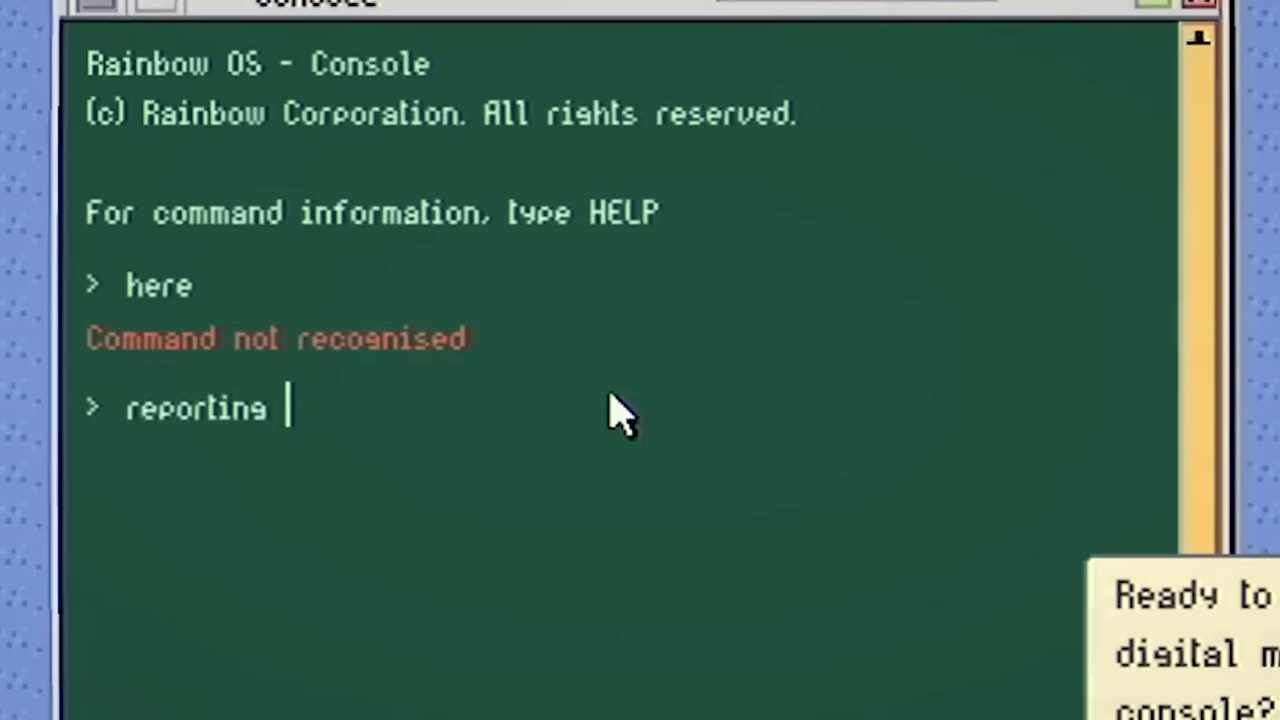 Console
Rainbow OS - Console
(c) Rainbow Corporation. All rights reserved.
For command information, type HELP
> here
Command not recognised
> reporting
Ready to
digital m
console?